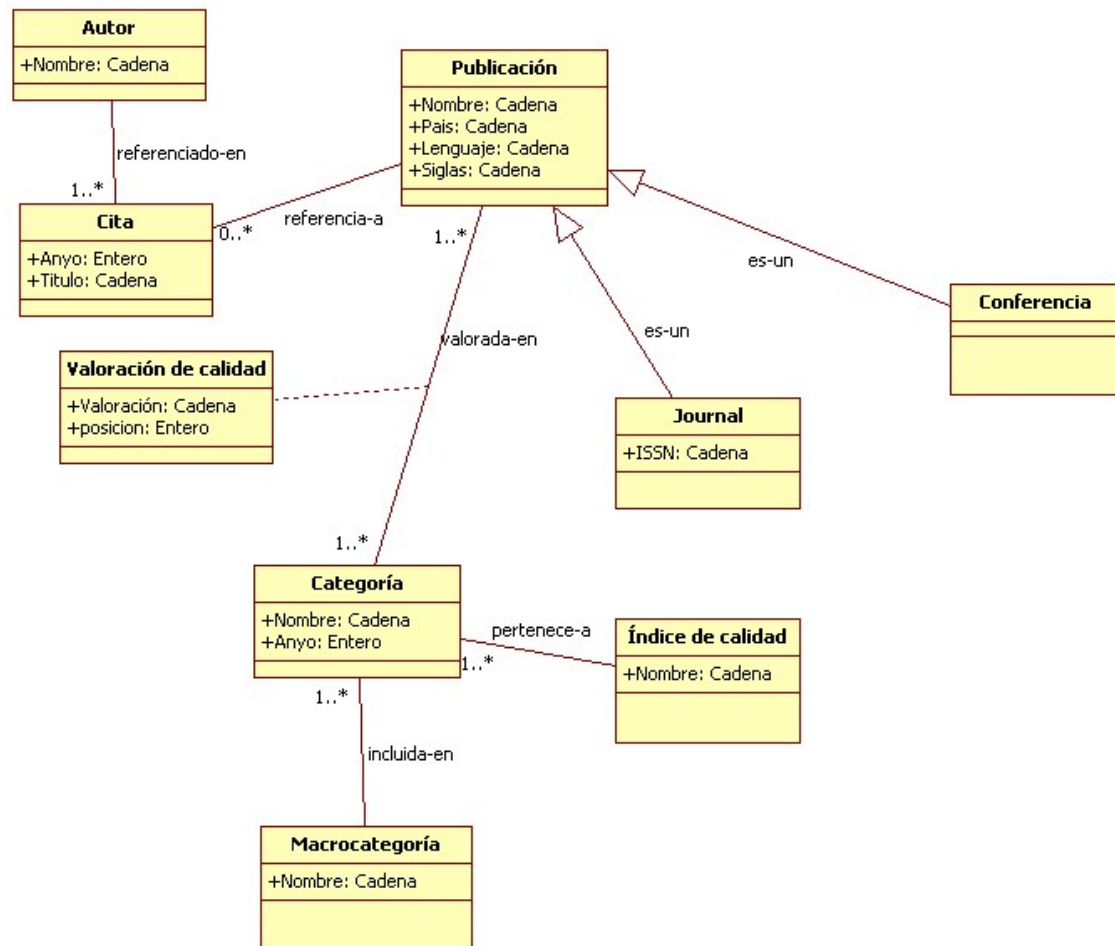 Autor
+Nombre: Cadena
Publicación
+Nombre: Cadena
+Pais: Cadena
+Lenguaje: Cadena
+Siglas: Cadena
referenciado-en
1..*
Cita
+Anyo: Entero
+Titulo: Cadena
0..*
referencia-a
1..*
es-un
Conferencia
valorada-en
es-un
Valoración de calidad
+Valoración: Cadena
+posicion: Entero
Journal
+ISSN: Cadena
1..*
Categoría
+Nombre: Cadena
+Anyo: Entero
pertenece-a
1..*
Índice de calidad
+Nombre: Cadena
1..*
incluida-en
Macrocategoría
+Nombre: Cadena